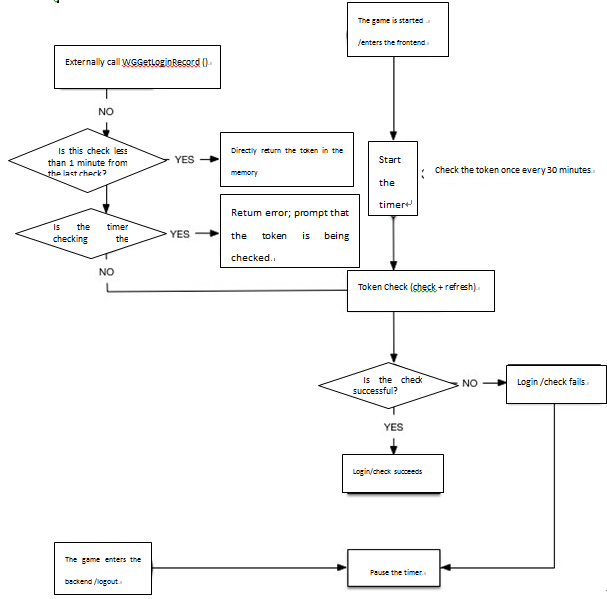 The game is started
/enters the frontend.
Externally call WGGetLoginRecord ().
NO
Is this check less
than 1 minute from
the last check?
YES
Directly return the token in the
memory
Start
the
timer
: Check the token once every 30 minutes.
Is the timer
checking the
YES
Return error; prompt that
the token is being
checked.
NO
Token Check (check + refresh).
Is the check
successful?
NO
Login /check fails.
YES
Login/check succeeds
The game enters the
backend /logout.
Pause the timer.